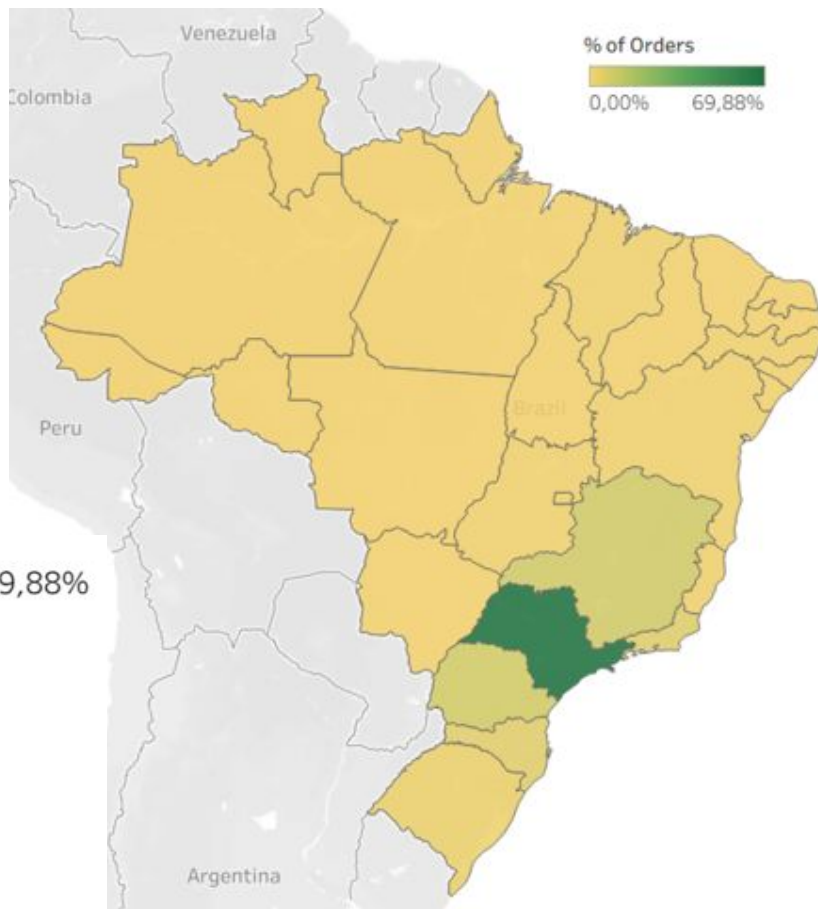 Venezuela
% of Orders
0,00% 69,88%
Colombia
Brazil
Peru
9,88%
Argentina